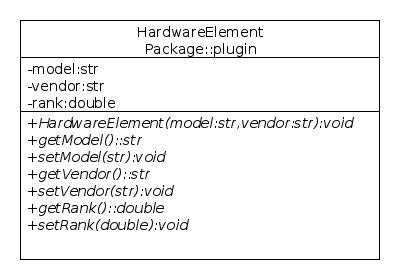 HardwareElement
Package::plugin
-model:str
-vendor:str
-rank:double
+HardwareElement(model:str,vendor:str):void
+getModel()::str
+setModel(str):void
+getVendor()::str
+setVendor(str):void
+getRank()::double
+setRank(double):void